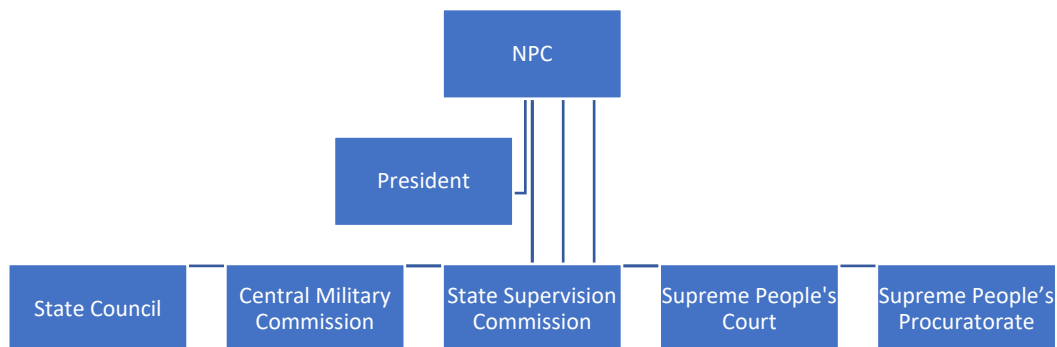 NPC
President
State Council
Central Military
Commission
State Supervision
Commission
Supreme People's
Court
Supreme People’s
Procuratorate